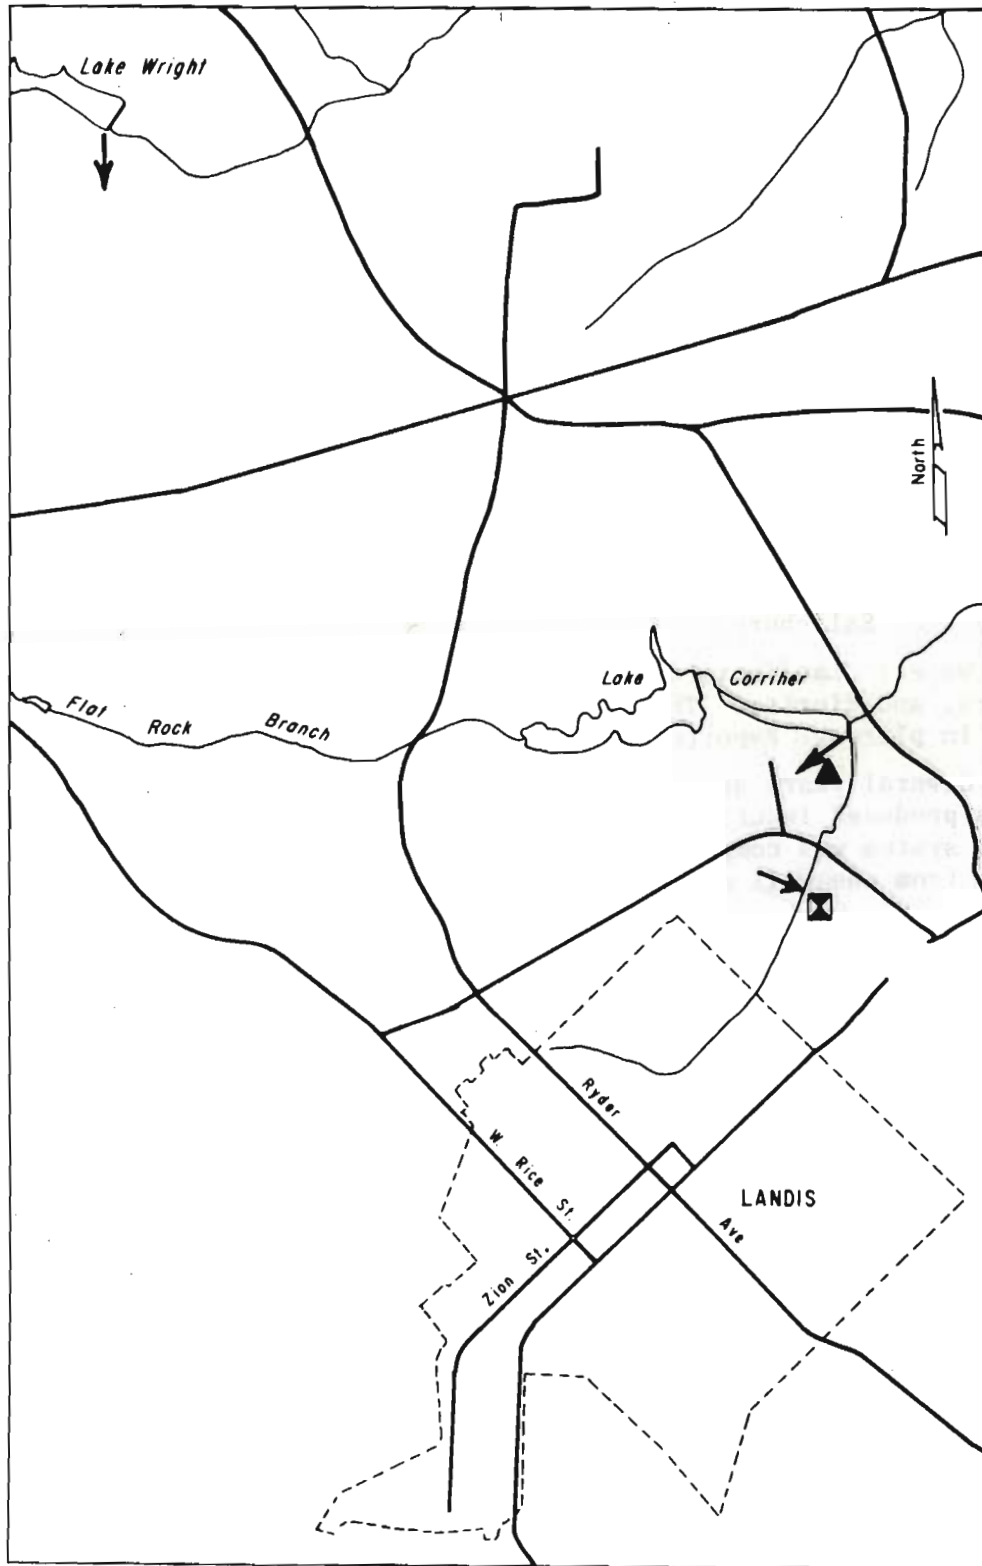 Lake Wright
North
Lake Corriher
Flat Rock Branch
Ryder Ave
W. Rice St.
Zion St.
LANDIS